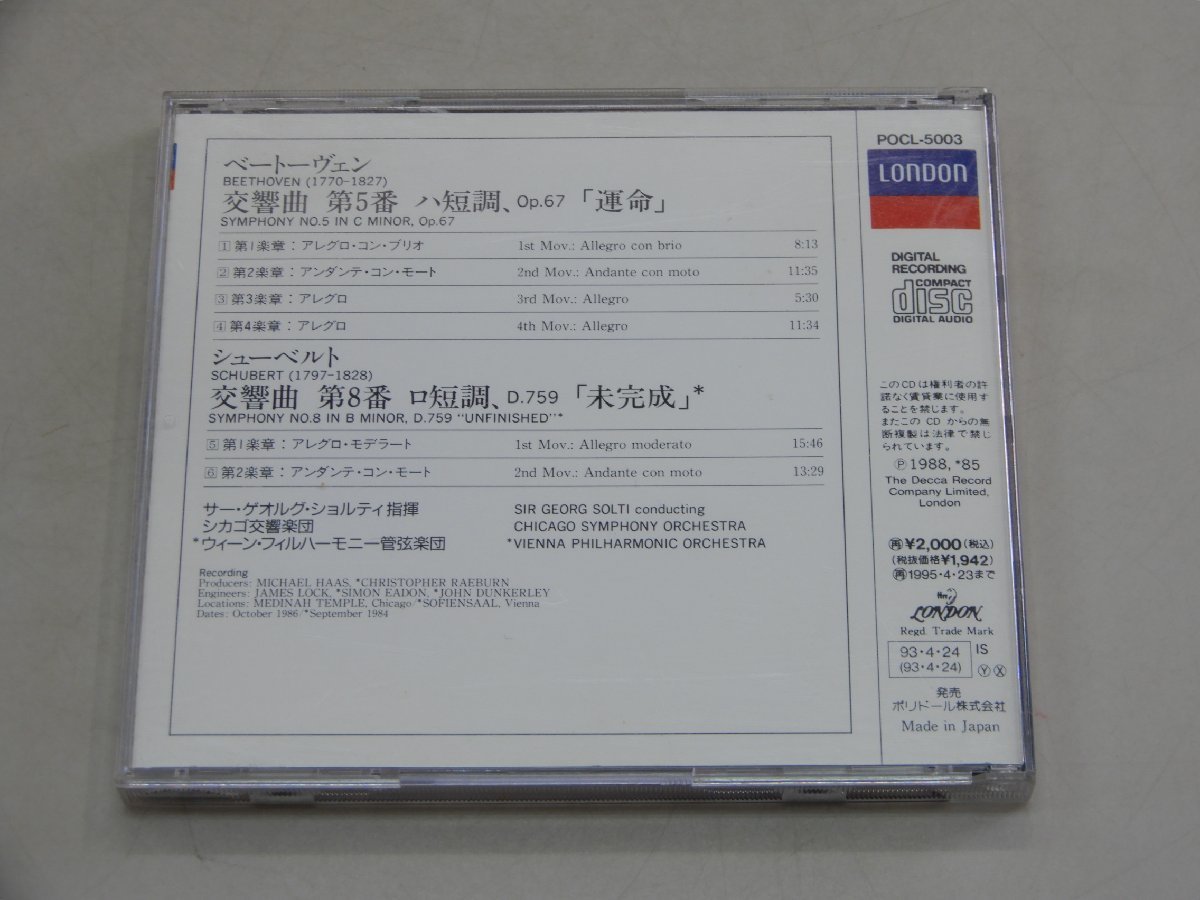 ベートーヴェン
BEETHOVEN (1770-1827)
交響曲 第5番 ハ短調、Op.67「運命」
SYMPHONY NO.5 IN C MINOR, Op.67
1 第1楽章：アレグロ・コン・ブリオ 1st Mov.: Allegro con brio 8:13
2 第2楽章：アンダンテ・コン・モート 2nd Mov.: Andante con moto 11:35
3 第3楽章：アレグロ 3rd Mov.: Allegro 5:30
4 第4楽章：アレグロ 4th Mov.: Allegro 11:34
シューベルト
SCHUBERT (1797-1828)
交響曲 第8番 ロ短調、D.759「未完成」*
SYMPHONY NO.8 IN B MINOR, D.759 "UNFINISHED"*
5 第1楽章：アレグロ・モデラート 1st Mov.: Allegro moderato 15:46
6 第2楽章：アンダンテ・コン・モート 2nd Mov.: Andante con moto 13:29
サー・ゲオルグ・ショルティ指揮 SIR GEORG SOLTI conducting
シカゴ交響楽団 CHICAGO SYMPHONY ORCHESTRA
*ウィーン・フィルハーモニー管弦楽団 *VIENNA PHILHARMONIC ORCHESTRA
Recording
Producers: MICHAEL HAAS, *CHRISTOPHER RAEBURN
Engineers: JAMES LOCK, *SIMON EADON, *JOHN DUNKERLEY
Locations: MEDINAH TEMPLE, Chicago/*SOFIENSAAL, Vienna
Dates: October 1986/*September 1984
POCL-5003
LONDON
DIGITAL
RECORDING
COMPACT
disc
DIGITAL AUDIO
このCDは権利者の許
諾なく賃貸業に使用す
ることを禁じます。
またこのCDからの無
断複製は法律で禁じ
られています。
Ⓟ1988, *85
The Decca Record
Company Limited,
London
㊢¥2,000(税込)
(税抜価格¥1,942)
㊢1995・4・23まで
ffrr
LONDON
Regd. Trade Mark
93・4・24 IS
(93・4・24) ⓎⓍ
発売
ポリドール株式会社
Made in Japan